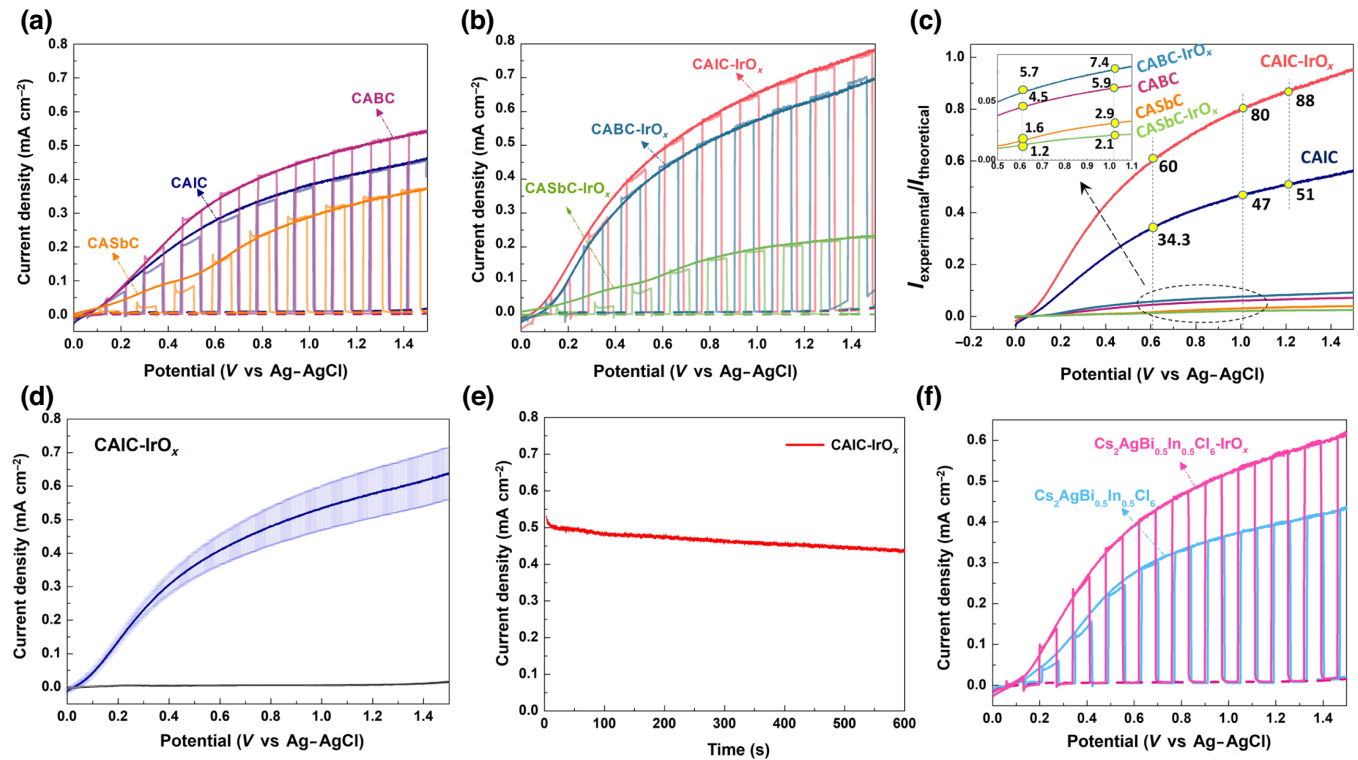 (a)
0.8
0.7
0.6
0.5
0.4
0.3
0.2
0.1
0.0
Current density (mA cm⁻²)
CABC
CAIC
CASbC
0.0 0.2 0.4 0.6 0.8 1.0 1.2 1.4
Potential (V vs Ag–AgCl)
(b)
0.8
0.7
0.6
0.5
0.4
0.3
0.2
0.1
0.0
Current density (mA cm⁻²)
CAIC-IrOₓ
CABC-IrOₓ
CASbC-IrOₓ
0.0 0.2 0.4 0.6 0.8 1.0 1.2 1.4
Potential (V vs Ag–AgCl)
(c)
1.0
0.8
0.6
0.4
0.2
0.0
Iexperimental/Itheoretical
CABC-IrOₓ
CABC
CASbC
CASbC-IrOₓ
5.7 7.4
4.5 5.9
1.6 2.9
1.2 2.1
0.05
0.00
0.5 0.6 0.7 0.8 0.9 1.0 1.1
CAIC-IrOₓ
60
80
88
CAIC
34.3
47
51
−0.2 0.0 0.2 0.4 0.6 0.8 1.0 1.2 1.4
Potential (V vs Ag–AgCl)
(d)
0.8
0.7
0.6
0.5
0.4
0.3
0.2
0.1
0.0
Current density (mA cm⁻²)
CAIC-IrOₓ
0.0 0.2 0.4 0.6 0.8 1.0 1.2 1.4
Potential (V vs Ag–AgCl)
(e)
0.8
0.7
0.6
0.5
0.4
0.3
0.2
0.1
0.0
Current density (mA cm⁻²)
CAIC-IrOₓ
0 100 200 300 400 500 600
Time (s)
(f)
0.6
0.5
0.4
0.3
0.2
0.1
0.0
Current density (mA cm⁻²)
Cs₂AgBi₀.₅In₀.₅Cl₆-IrOₓ
Cs₂AgBi₀.₅In₀.₅Cl₆
0.0 0.2 0.4 0.6 0.8 1.0 1.2 1.4
Potential (V vs Ag–AgCl)